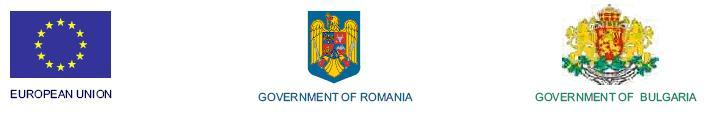 EUROPEAN UNION
GOVERNMENT OF ROMANIA
GOVERNMENT OF BULGARIA